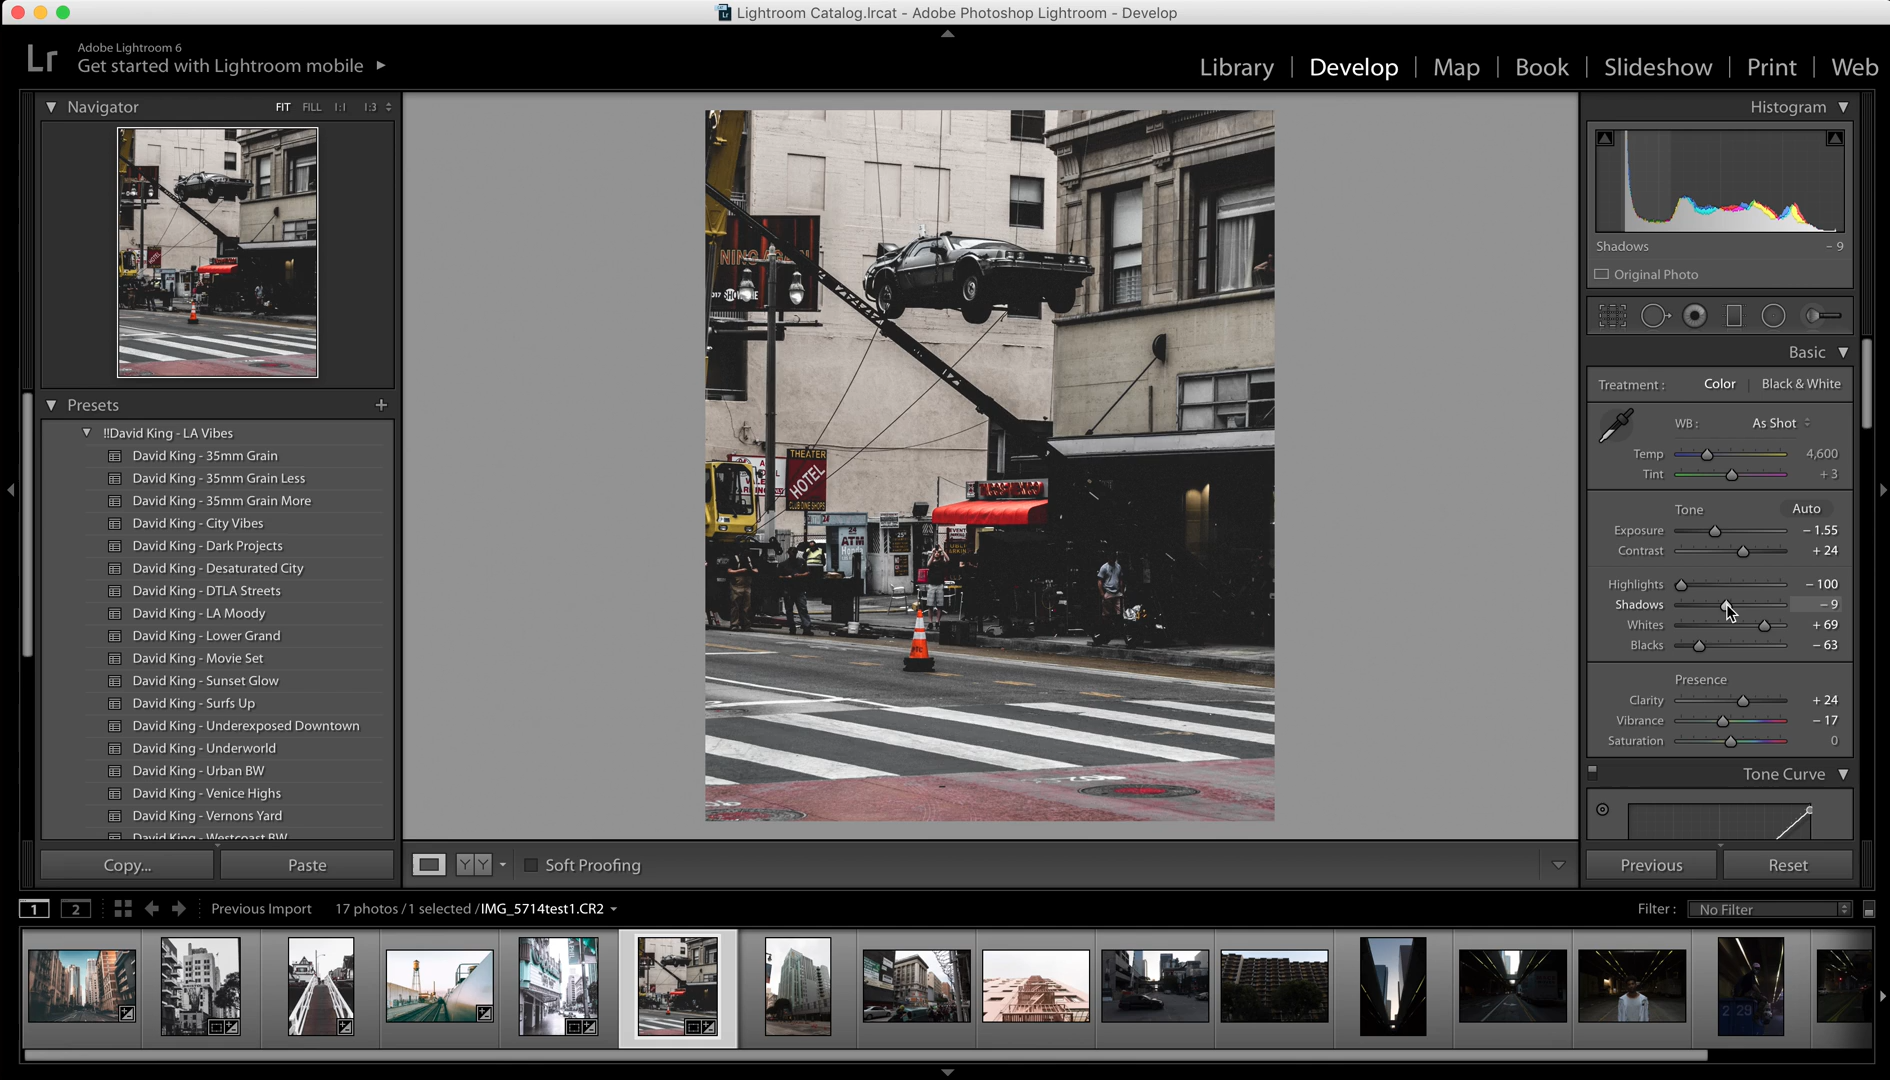 Lightroom Catalog.lrcat - Adobe Photoshop Lightroom - Develop
Lr
Adobe Lightroom 6
Get started with Lightroom mobile
Library | Develop | Map | Book | Slideshow | Print | Web
Navigator FIT FILL 1:1 1:3
Presets +
!!David King - LA Vibes
David King - 35mm Grain
David King - 35mm Grain Less
David King - 35mm Grain More
David King - City Vibes
David King - Dark Projects
David King - Desaturated City
David King - DTLA Streets
David King - LA Moody
David King - Lower Grand
David King - Movie Set
David King - Sunset Glow
David King - Surfs Up
David King - Underexposed Downtown
David King - Underworld
David King - Urban BW
David King - Venice Highs
David King - Vernons Yard
David King - Westcoast BW
Copy... Paste
THEATER
HOTEL
ATM
Histogram
Shadows – 9
Original Photo
Basic
Treatment : Color | Black & White
WB : As Shot
Temp 4,600
Tint + 3
Tone Auto
Exposure – 1.55
Contrast + 24
Highlights – 100
Shadows – 9
Whites + 69
Blacks – 63
Presence
Clarity + 24
Vibrance – 17
Saturation 0
Tone Curve
Previous Reset
YY Soft Proofing
1 2 Previous Import 17 photos / 1 selected / IMG_5714test1.CR2
Filter : No Filter